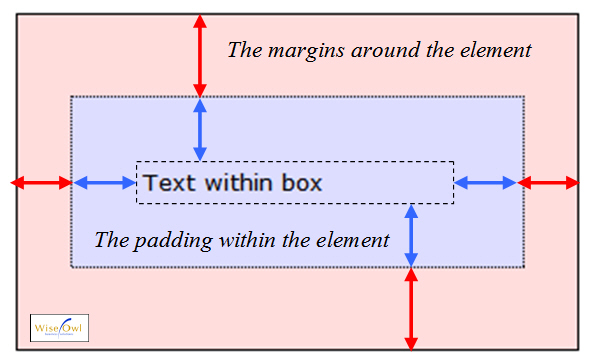 The margins around the element
Text within box
The padding within the element
Wise Owl